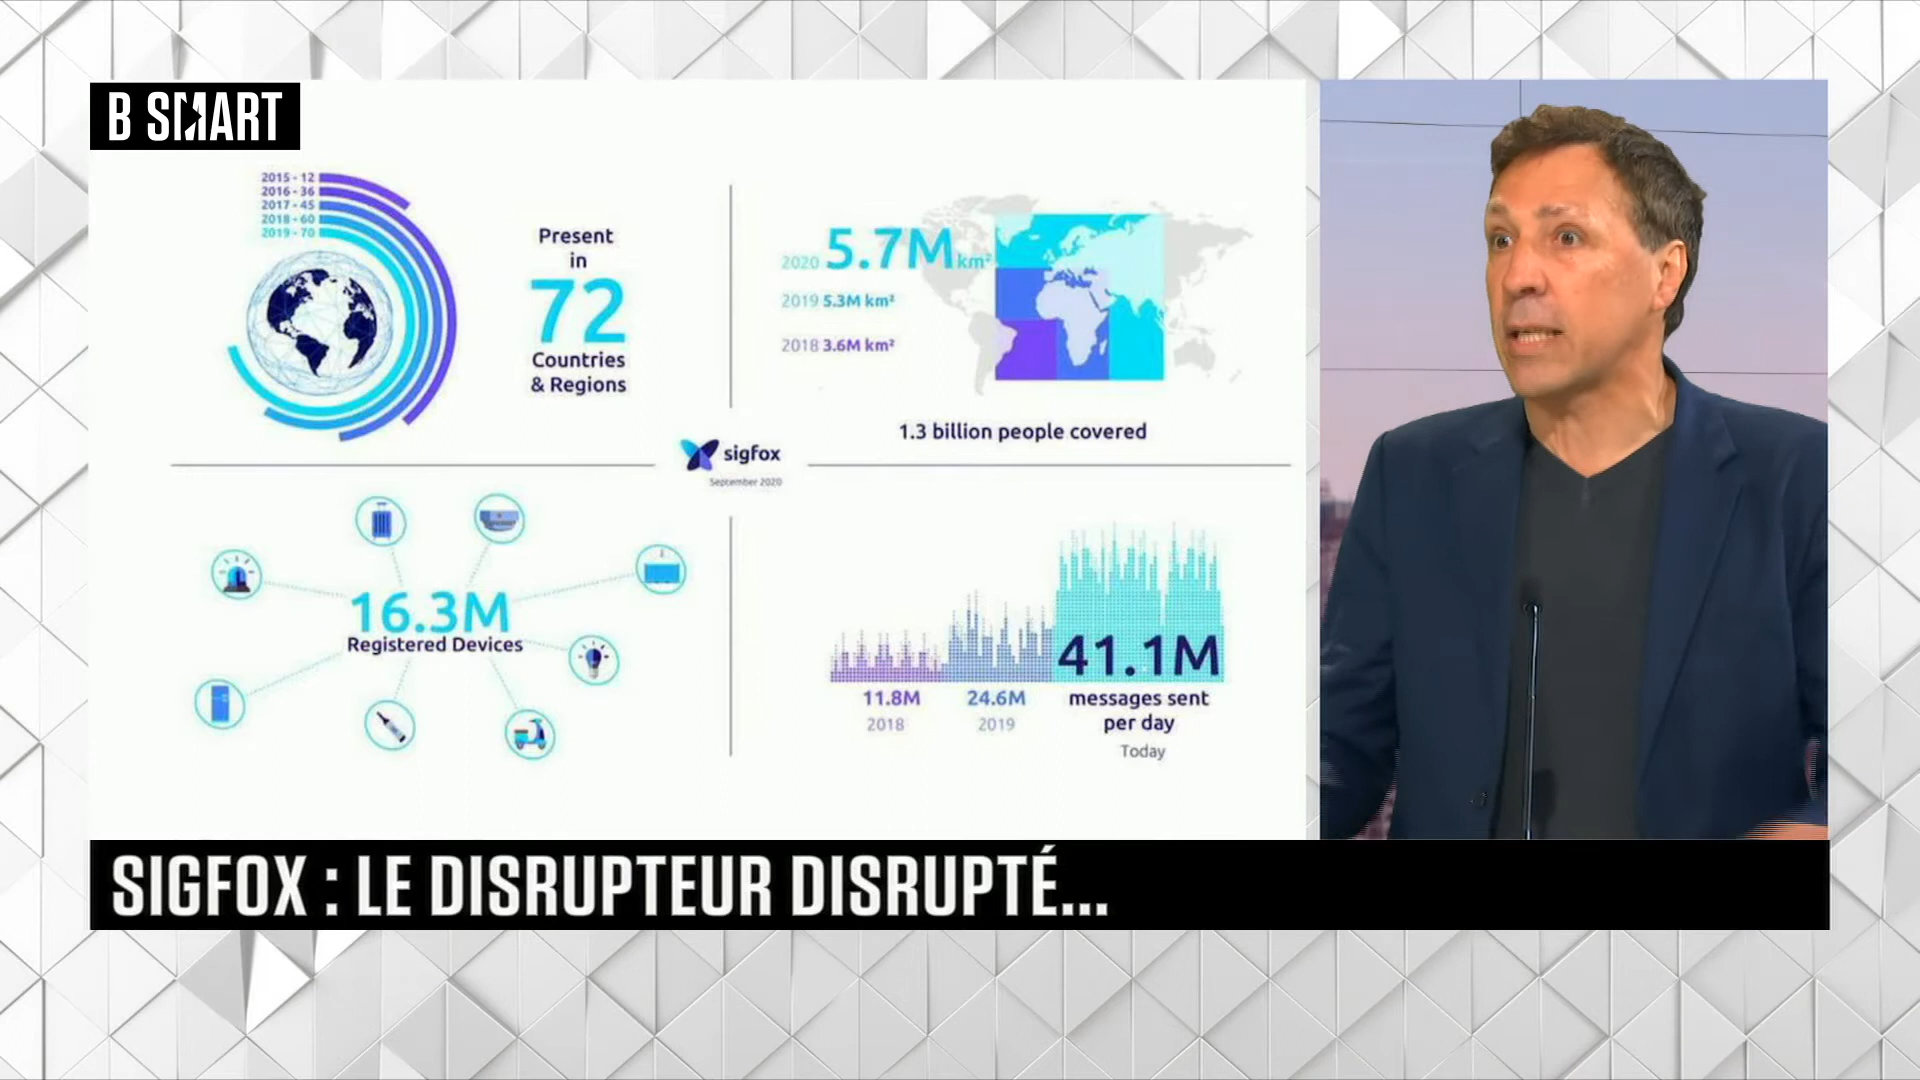 B SMART
2015 - 12
2016 - 36
2017 - 45
2018 - 60
2019 - 70
Present
in
72
Countries
& Regions
2020 5.7M km²
2019 5.3M km²
2018 3.6M km²
1.3 billion people covered
sigfox
September 2020
16.3M
Registered Devices
41.1M
11.8M
2018
24.6M
2019
messages sent
per day
Today
SIGFOX : LE DISRUPTEUR DISRUPTÉ...